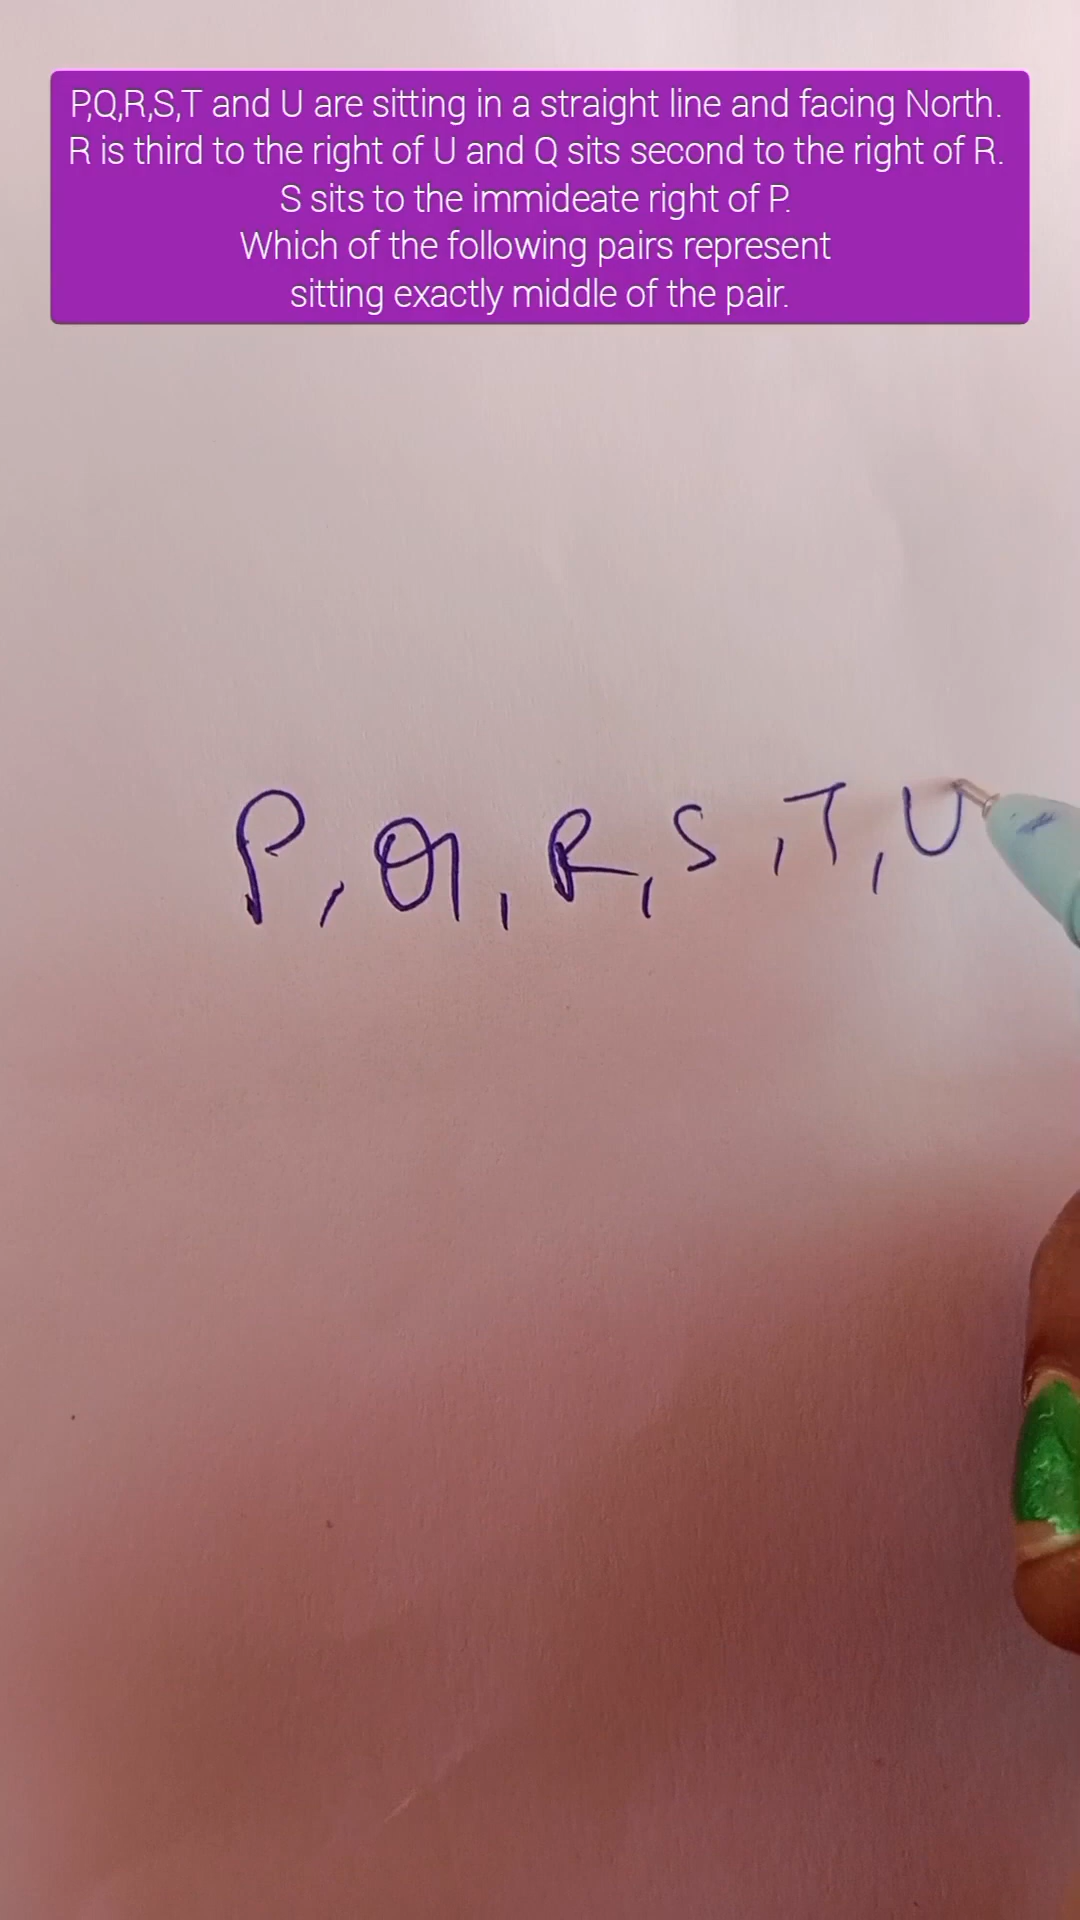 P,Q,R,S,T and U are sitting in a straight line and facing North.
R is third to the right of U and Q sits second to the right of R.
S sits to the immideate right of P.
Which of the following pairs represent
sitting exactly middle of the pair.
P, Q, R, S, T, U